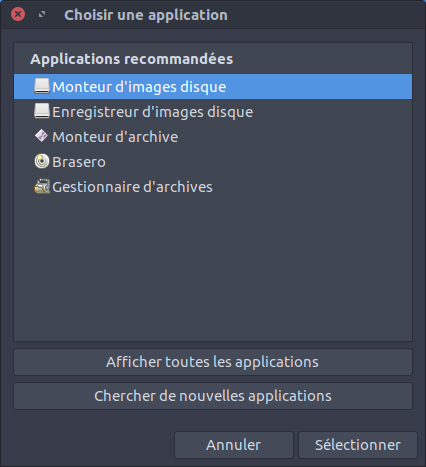 Choisir une application
Applications recommandées
Monteur d'images disque
Enregistreur d'images disque
Monteur d'archive
Brasero
Gestionnaire d'archives
Afficher toutes les applications
Chercher de nouvelles applications
Annuler
Sélectionner